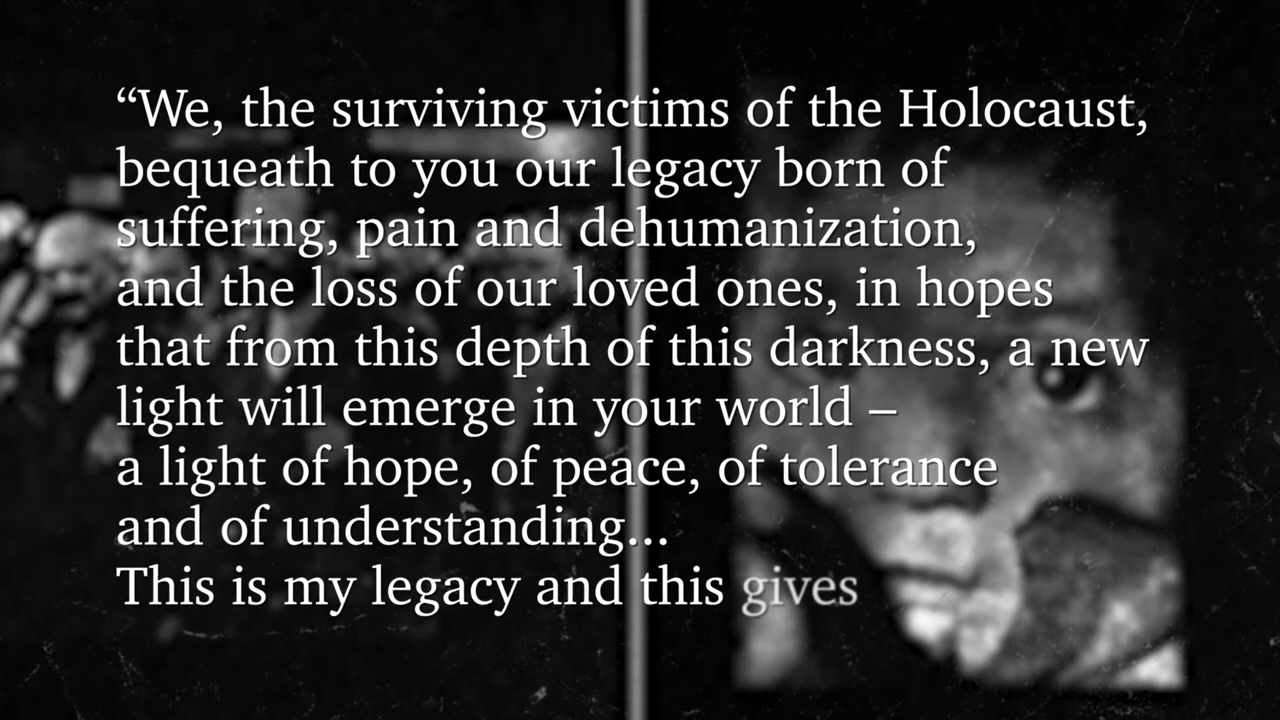 “We, the surviving victims of the Holocaust,
bequeath to you our legacy born of
suffering, pain and dehumanization,
and the loss of our loved ones, in hopes
that from this depth of this darkness, a new
light will emerge in your world –
a light of hope, of peace, of tolerance
and of understanding...
This is my legacy and this gives